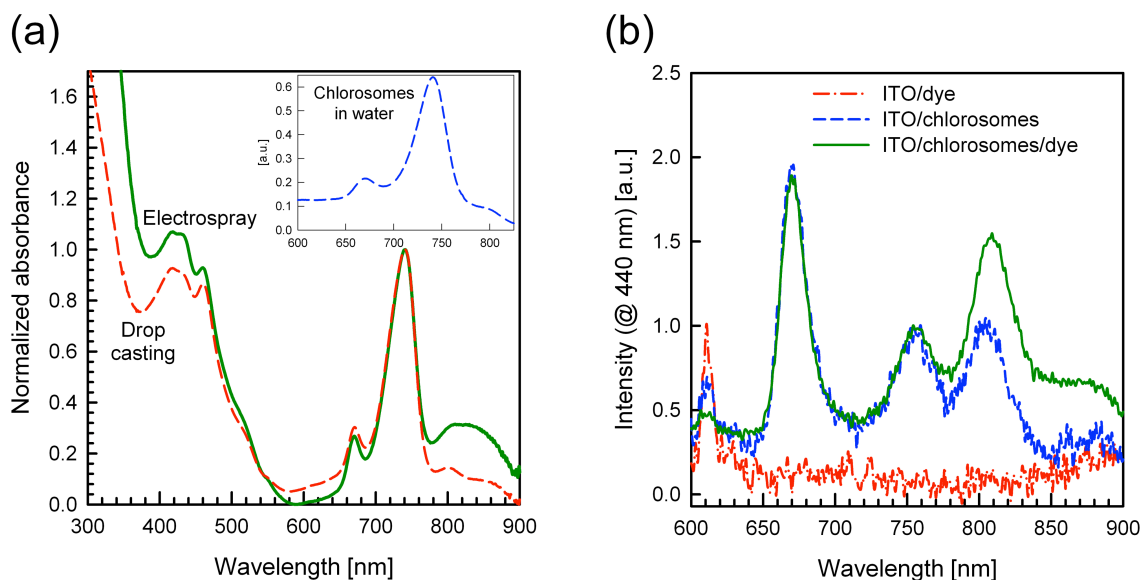 (a)
(b)
Normalized absorbance
1.6
1.4
1.2
1.0
0.8
0.6
0.4
0.2
0.0
300 400 500 600 700 800 900
Wavelength [nm]
Electrospray
Drop
casting
Chlorosomes
in water
[a.u.]
0.6
0.5
0.4
0.3
0.2
0.1
0.0
600 650 700 750 800
Intensity (@ 440 nm) [a.u.]
2.5
2.0
1.5
1.0
0.5
0.0
600 650 700 750 800 850 900
Wavelength [nm]
ITO/dye
ITO/chlorosomes
ITO/chlorosomes/dye